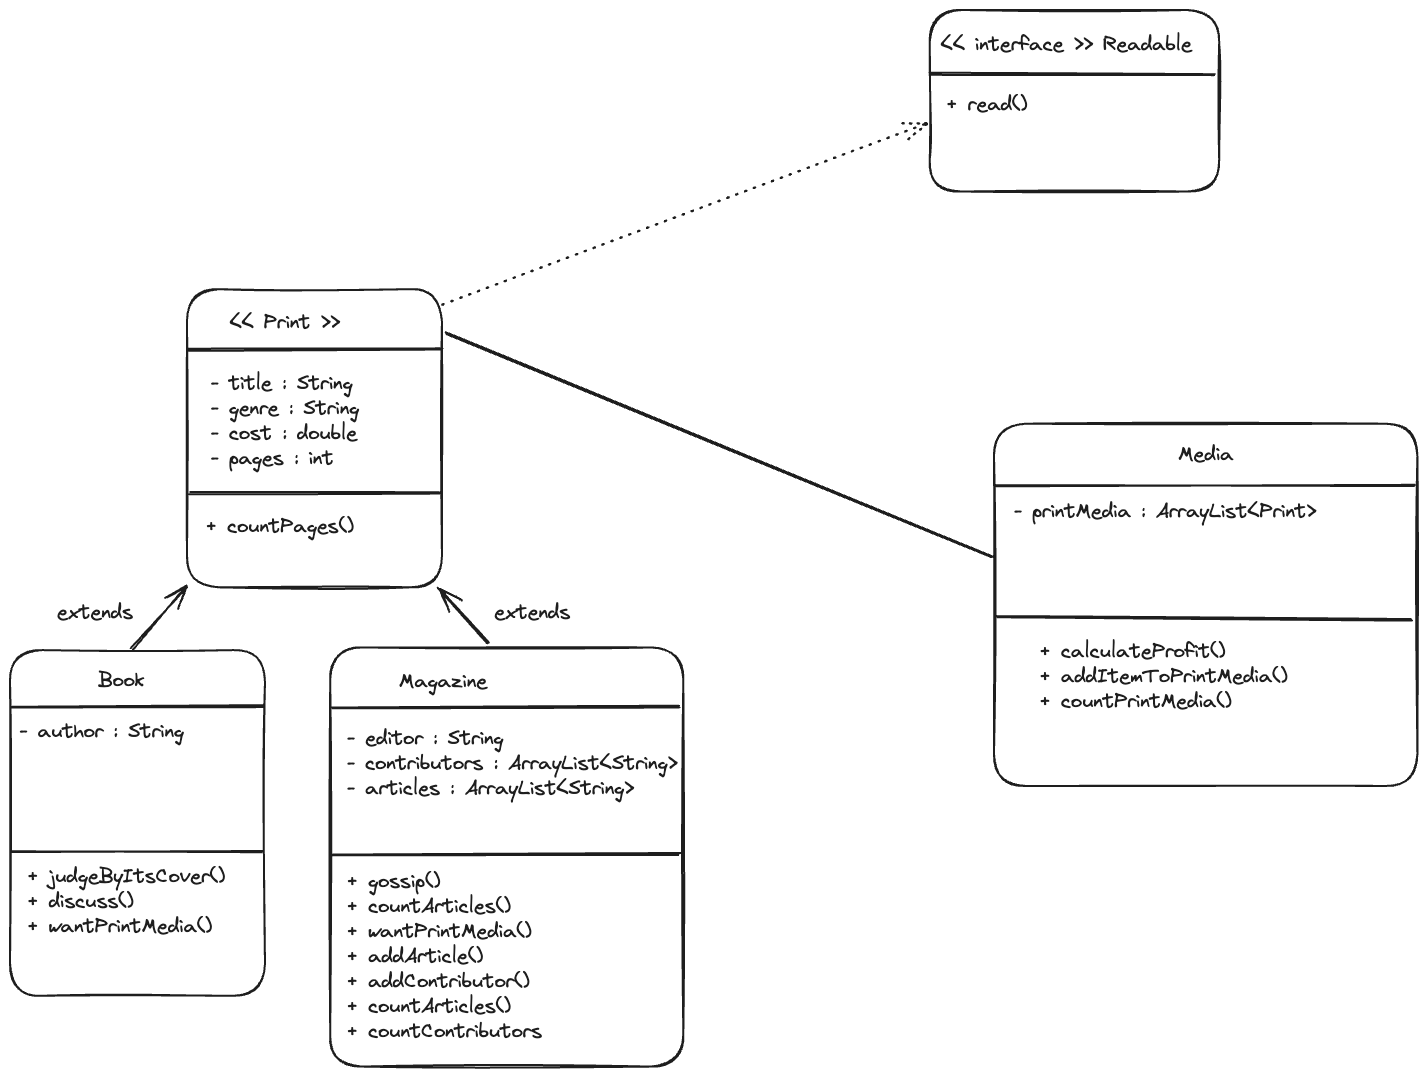 << interface >> Readable
+ read()
<< Print >>
- title : String
- genre : String
- cost : double
- pages : int
+ countPages()
Media
- printMedia : ArrayList<Print>
+ calculateProfit()
+ addItemToPrintMedia()
+ countPrintMedia()
extends
extends
Book
- author : String
+ judgeByItsCover()
+ discuss()
+ wantPrintMedia()
Magazine
- editor : String
- contributors : ArrayList<String>
- articles : ArrayList<String>
+ gossip()
+ countArticles()
+ wantPrintMedia()
+ addArticle()
+ addContributor()
+ countArticles()
+ countContributors